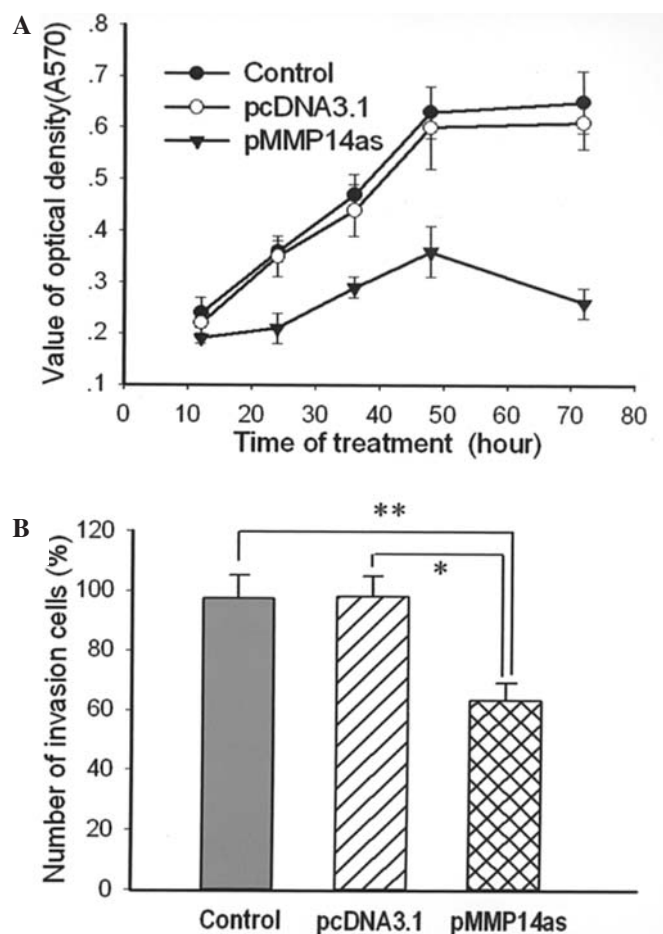 A
Value of optical density(A570)
.8
.7
.6
.5
.4
.3
.2
.1
Control
pcDNA3.1
pMMP14as
0 10 20 30 40 50 60 70 80
Time of treatment (hour)
B
Number of invasion cells (%)
120
100
80
60
40
20
0
**
*
Control pcDNA3.1 pMMP14as